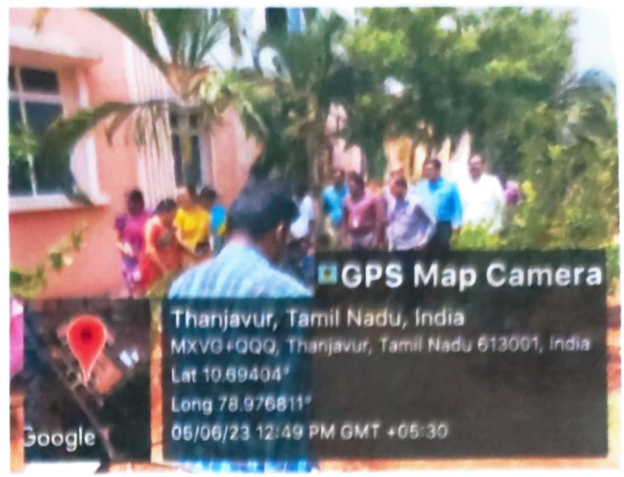 GPS Map Camera
Thanjavur, Tamil Nadu, India
MXVG+QQQ, Thanjavur, Tamil Nadu 613001, India
Lat 10.69404°
Long 78.976811°
05/06/23 12:49 PM GMT +05:30
Google